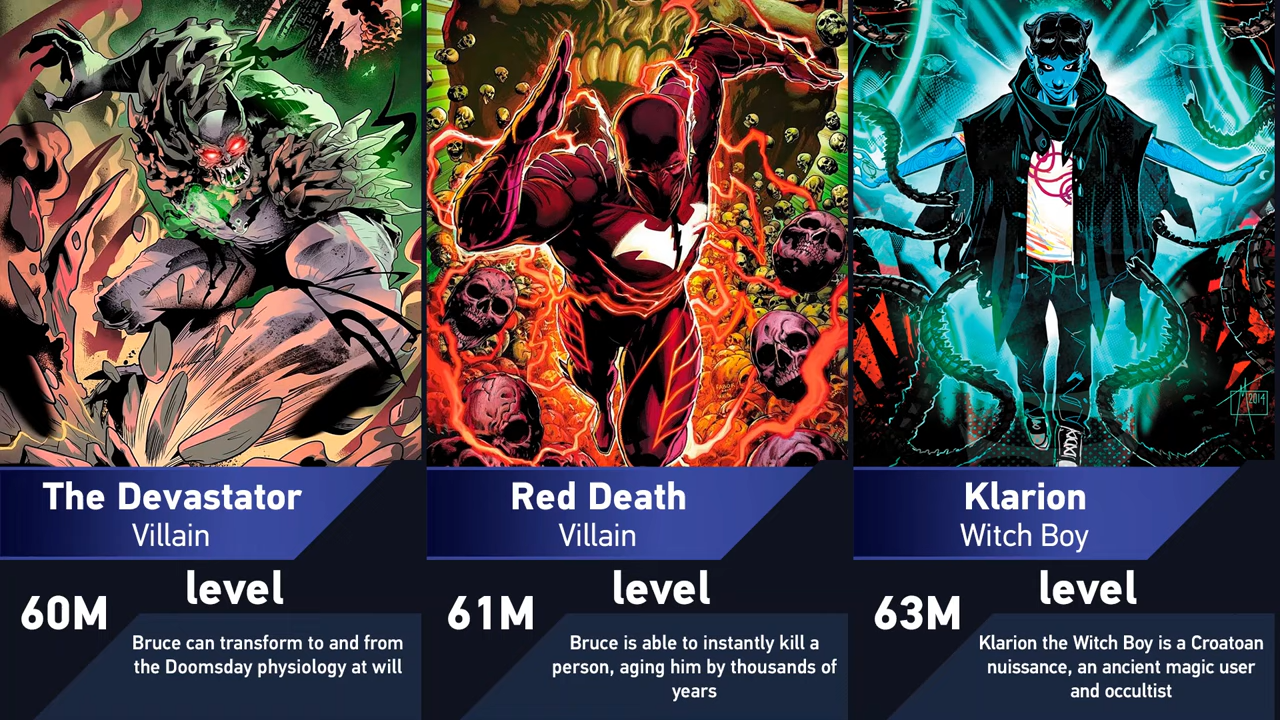 The Devastator
Villain
level
60M
Bruce can transform to and from
the Doomsday physiology at will
Red Death
Villain
level
61M
Bruce is able to instantly kill a
person, aging him by thousands of
years
Klarion
Witch Boy
level
63M
Klarion the Witch Boy is a Croatoan
nuissance, an ancient magic user
and occultist
2014